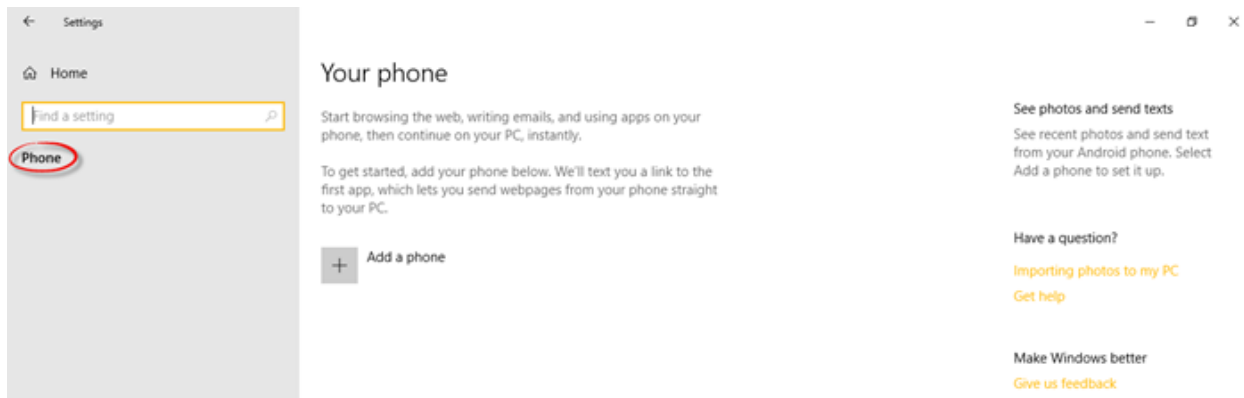 Settings
Home
Find a setting
Phone
Your phone
Start browsing the web, writing emails, and using apps on your
phone, then continue on your PC, instantly.
To get started, add your phone below. We'll text you a link to the
first app, which lets you send webpages from your phone straight
to your PC.
Add a phone
See photos and send texts
See recent photos and send text
from your Android phone. Select
Add a phone to set it up.
Have a question?
Importing photos to my PC
Get help
Make Windows better
Give us feedback